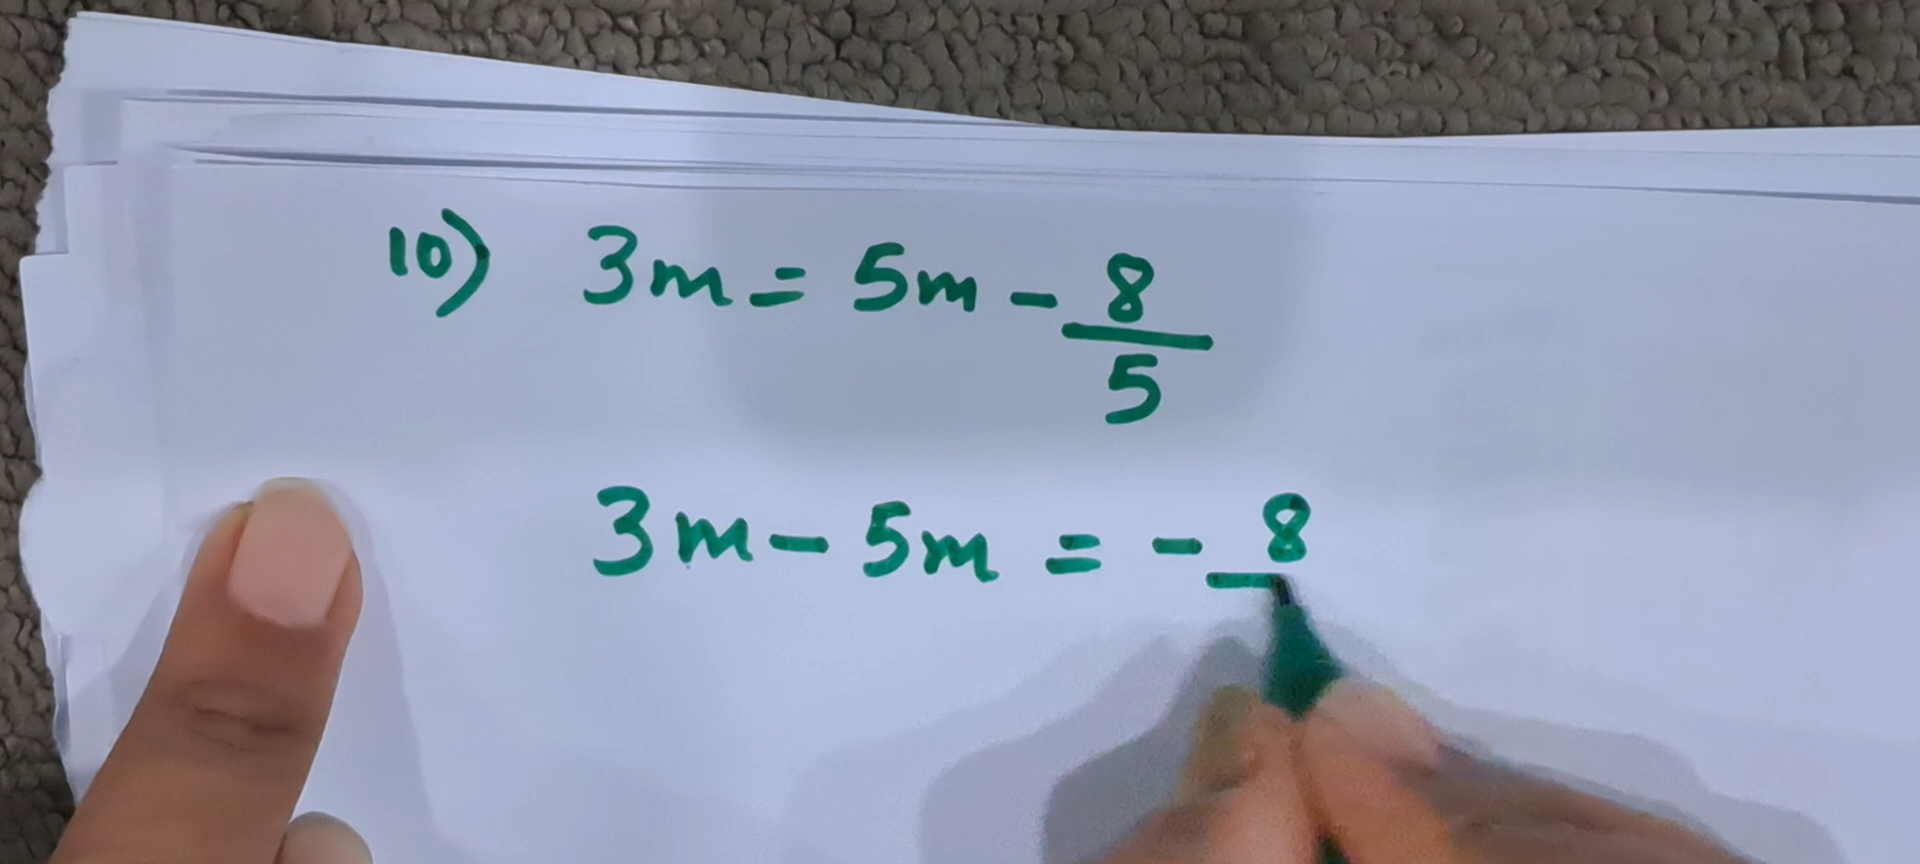 10) 3m = 5m - 8/5
3m - 5m = - 8